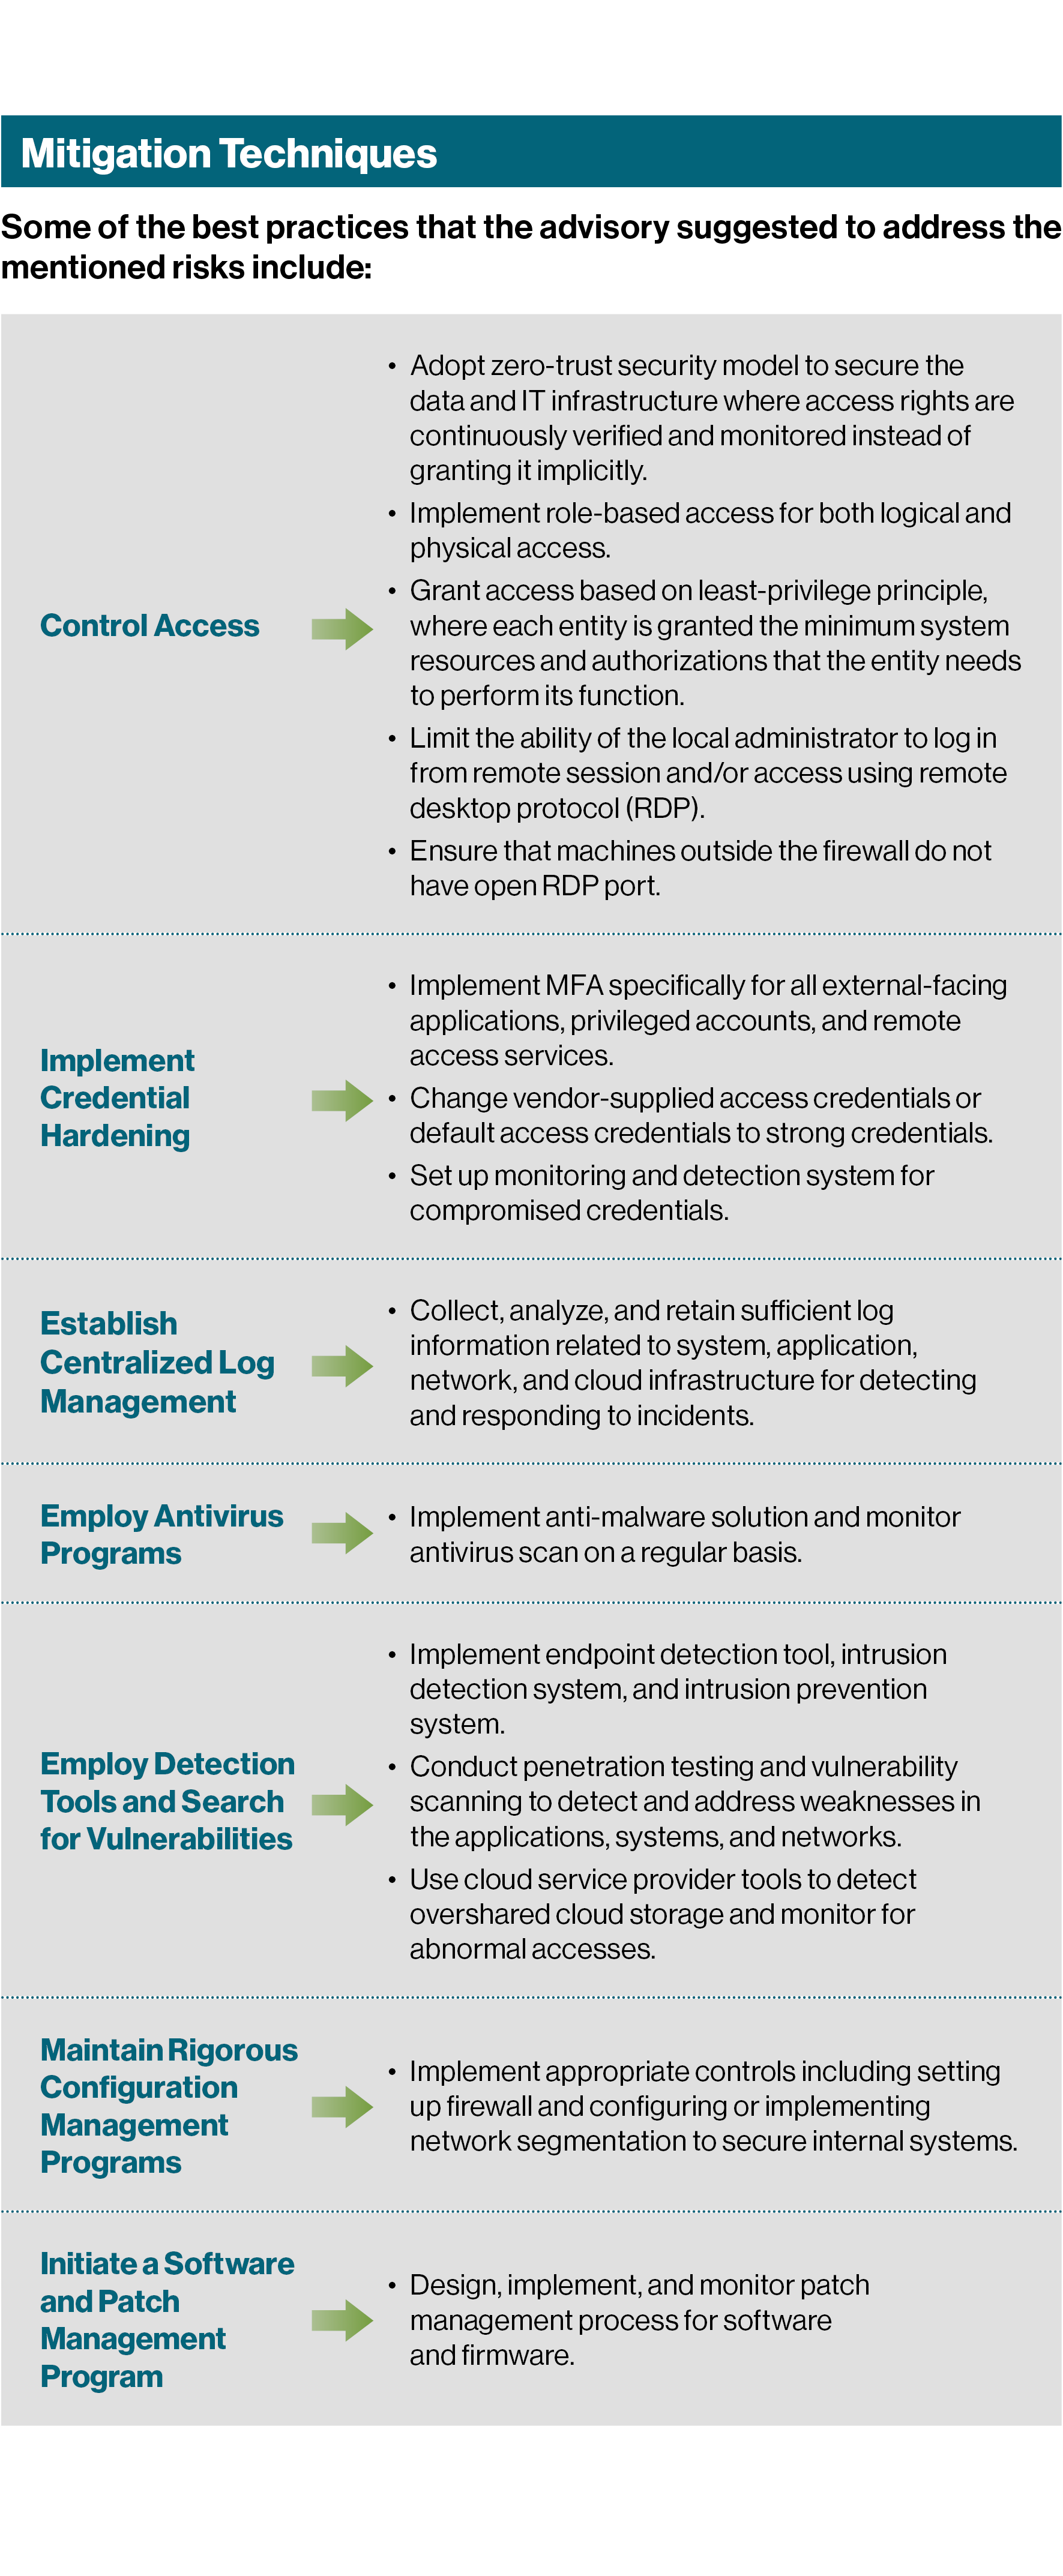 Mitigation Techniques
Some of the best practices that the advisory suggested to address the
mentioned risks include:
Control Access
• Adopt zero-trust security model to secure the
data and IT infrastructure where access rights are
continuously verified and monitored instead of
granting it implicitly.
• Implement role-based access for both logical and
physical access.
• Grant access based on least-privilege principle,
where each entity is granted the minimum system
resources and authorizations that the entity needs
to perform its function.
• Limit the ability of the local administrator to log in
from remote session and/or access using remote
desktop protocol (RDP).
• Ensure that machines outside the firewall do not
have open RDP port.
Implement
Credential
Hardening
• Implement MFA specifically for all external-facing
applications, privileged accounts, and remote
access services.
• Change vendor-supplied access credentials or
default access credentials to strong credentials.
• Set up monitoring and detection system for
compromised credentials.
Establish
Centralized Log
Management
• Collect, analyze, and retain sufficient log
information related to system, application,
network, and cloud infrastructure for detecting
and responding to incidents.
Employ Antivirus
Programs
• Implement anti-malware solution and monitor
antivirus scan on a regular basis.
Employ Detection
Tools and Search
for Vulnerabilities
• Implement endpoint detection tool, intrusion
detection system, and intrusion prevention
system.
• Conduct penetration testing and vulnerability
scanning to detect and address weaknesses in
the applications, systems, and networks.
• Use cloud service provider tools to detect
overshared cloud storage and monitor for
abnormal accesses.
Maintain Rigorous
Configuration
Management
Programs
• Implement appropriate controls including setting
up firewall and configuring or implementing
network segmentation to secure internal systems.
Initiate a Software
and Patch
Management
Program
• Design, implement, and monitor patch
management process for software
and firmware.